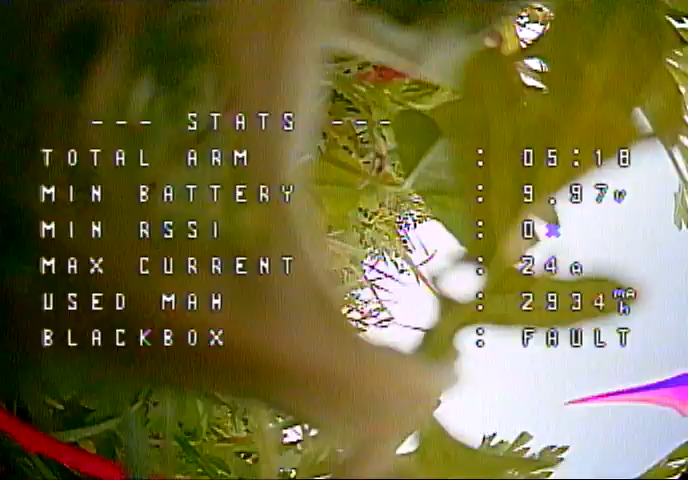 --- STATS ---
TOTAL ARM : 05:18
MIN BATTERY : 9.97V
MIN RSSI : 0%
MAX CURRENT : 24A
USED MAH : 2934MAH
BLACKBOX : FAULT